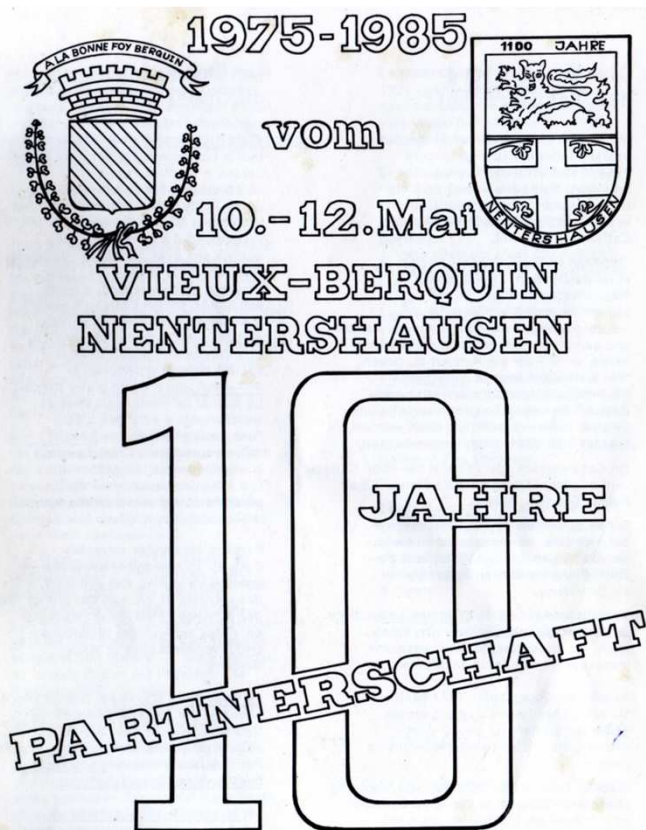 A LA BONNE FOY BERQUIN
1975-1985
1100 JAHRE
vom
NENTERSHAUSEN
10.-12.Mai
VIEUX-BERQUIN
NENTERSHAUSEN
10
JAHRE
PARTNERSCHAFT